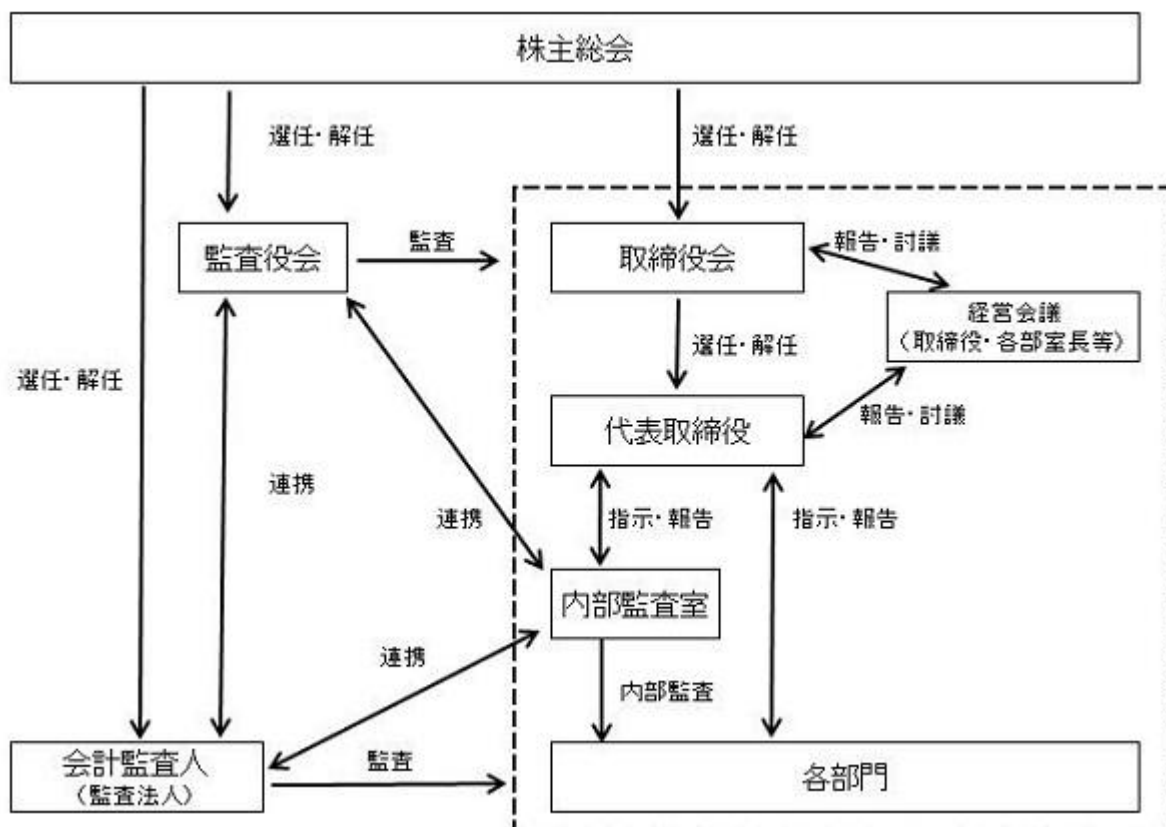 株主総会
選任・解任
選任・解任
監査役会
監査
取締役会
報告・討議
経営会議
（取締役・各部室長等）
選任・解任
選任・解任
代表取締役
報告・討議
連携
連携
指示・報告
指示・報告
内部監査室
連携
内部監査
会計監査人
（監査法人）
監査
各部門